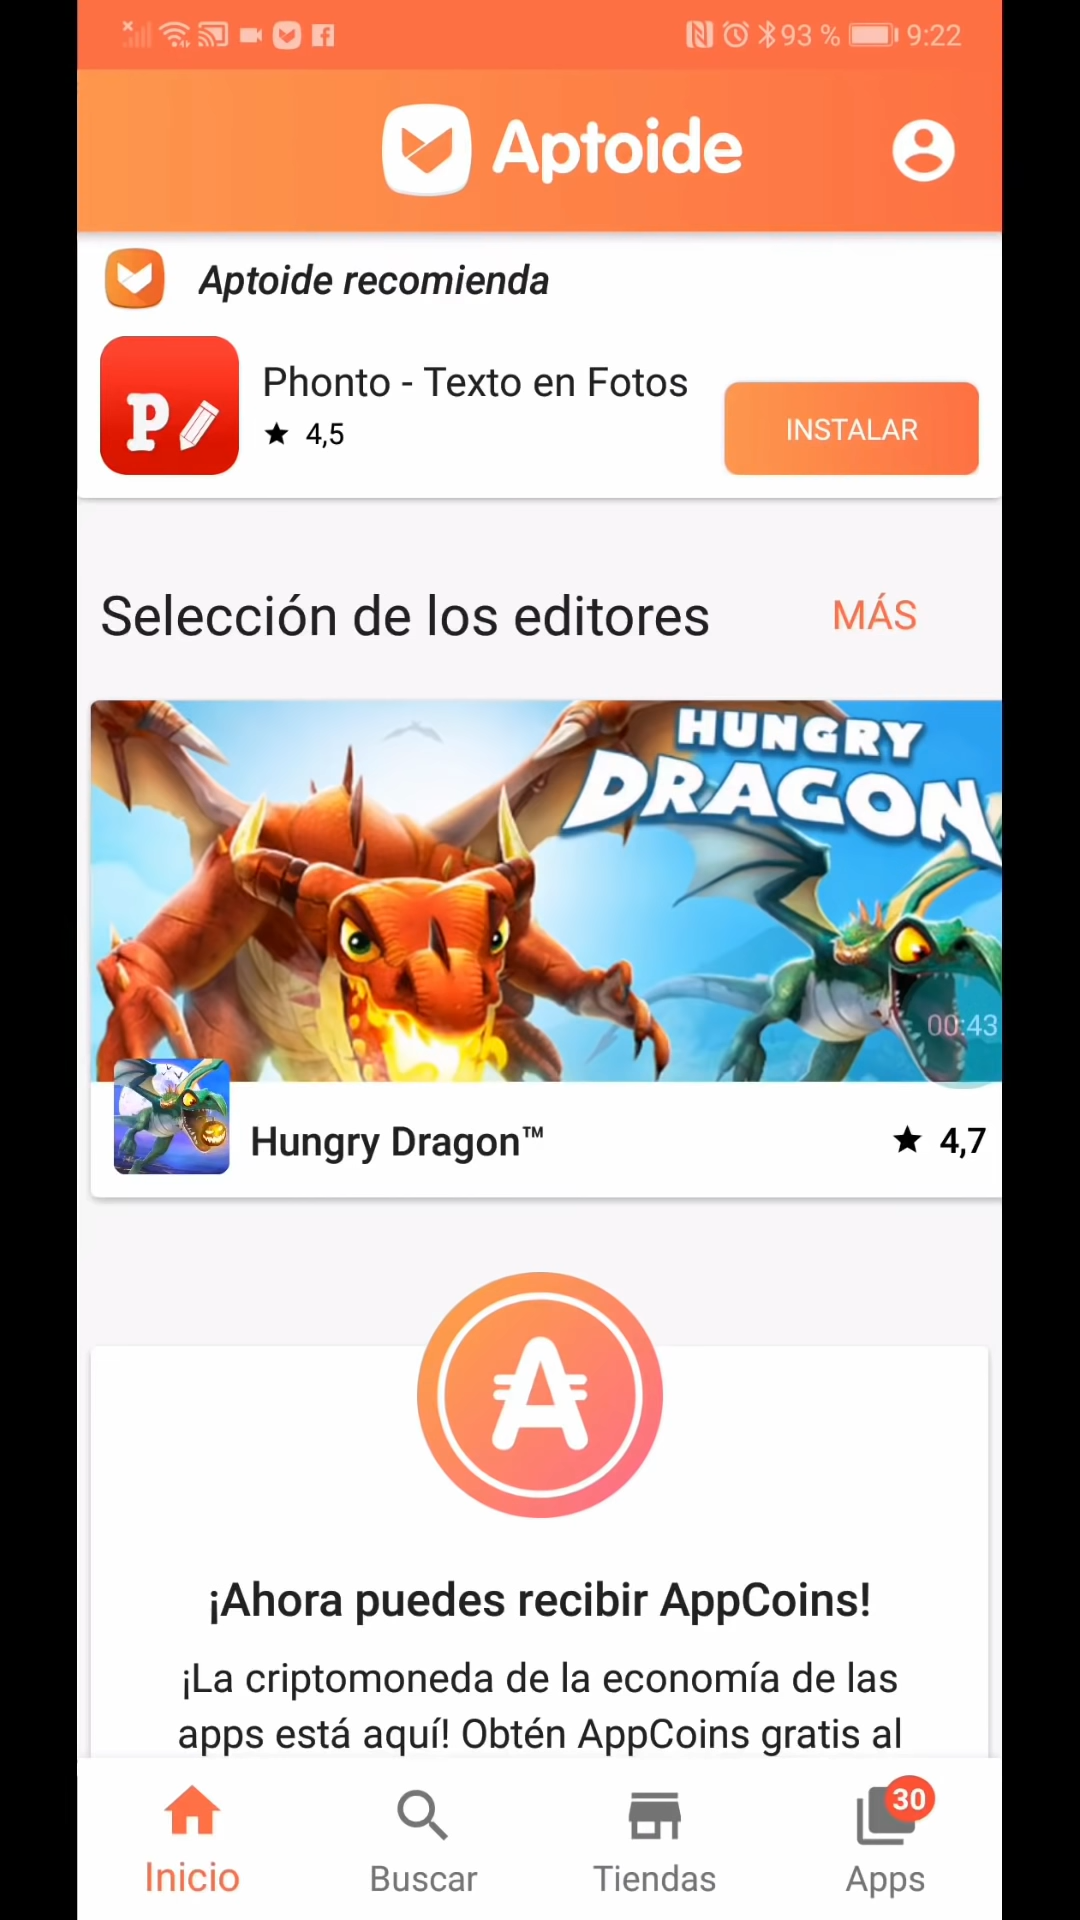 93 % 9:22
Aptoide
Aptoide recomienda
Phonto - Texto en Fotos
4,5
INSTALAR
Selección de los editores
MÁS
HUNGRY
DRAGON
00:43
Hungry Dragon™
4,7
¡Ahora puedes recibir AppCoins!
¡La criptomoneda de la economía de las
apps está aquí! Obtén AppCoins gratis al
30
Inicio Buscar Tiendas Apps